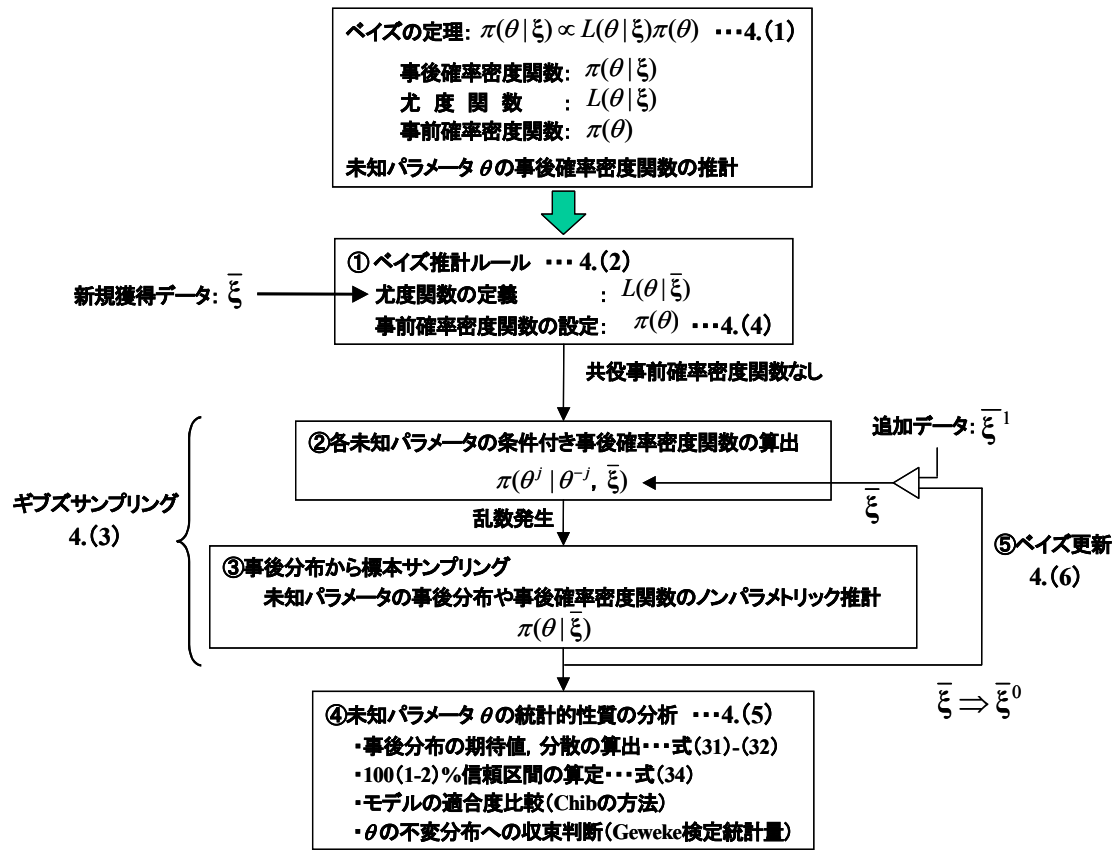 ベイズの定理: π(θ|ξ)∝L(θ|ξ)π(θ) ・・・4.(1)
事後確率密度関数: π(θ|ξ)
尤 度 関 数 : L(θ|ξ)
事前確率密度関数: π(θ)
未知パラメータ θ の事後確率密度関数の推計
① ベイズ推計ルール ・・・ 4.(2)
新規獲得データ: ξ̄
尤度関数の定義 : L(θ|ξ̄)
事前確率密度関数の設定: π(θ) ・・・4.(4)
共役事前確率密度関数なし
追加データ: ξ̄¹
②各未知パラメータの条件付き事後確率密度関数の算出
π(θʲ|θ⁻ʲ, ξ̄)
ξ̄
ギブズサンプリング
4.(3)
乱数発生
⑤ベイズ更新
4.(6)
③事後分布から標本サンプリング
未知パラメータの事後分布や事後確率密度関数のノンパラメトリック推計
π(θ|ξ̄)
ξ̄⇒ξ̄⁰
④未知パラメータ θ の統計的性質の分析 ・・・4.(5)
・事後分布の期待値, 分散の算出・・・式(31)-(32)
・100(1-2)%信頼区間の算定・・・式(34)
・モデルの適合度比較(Chibの方法)
・θの不変分布への収束判断(Geweke検定統計量)